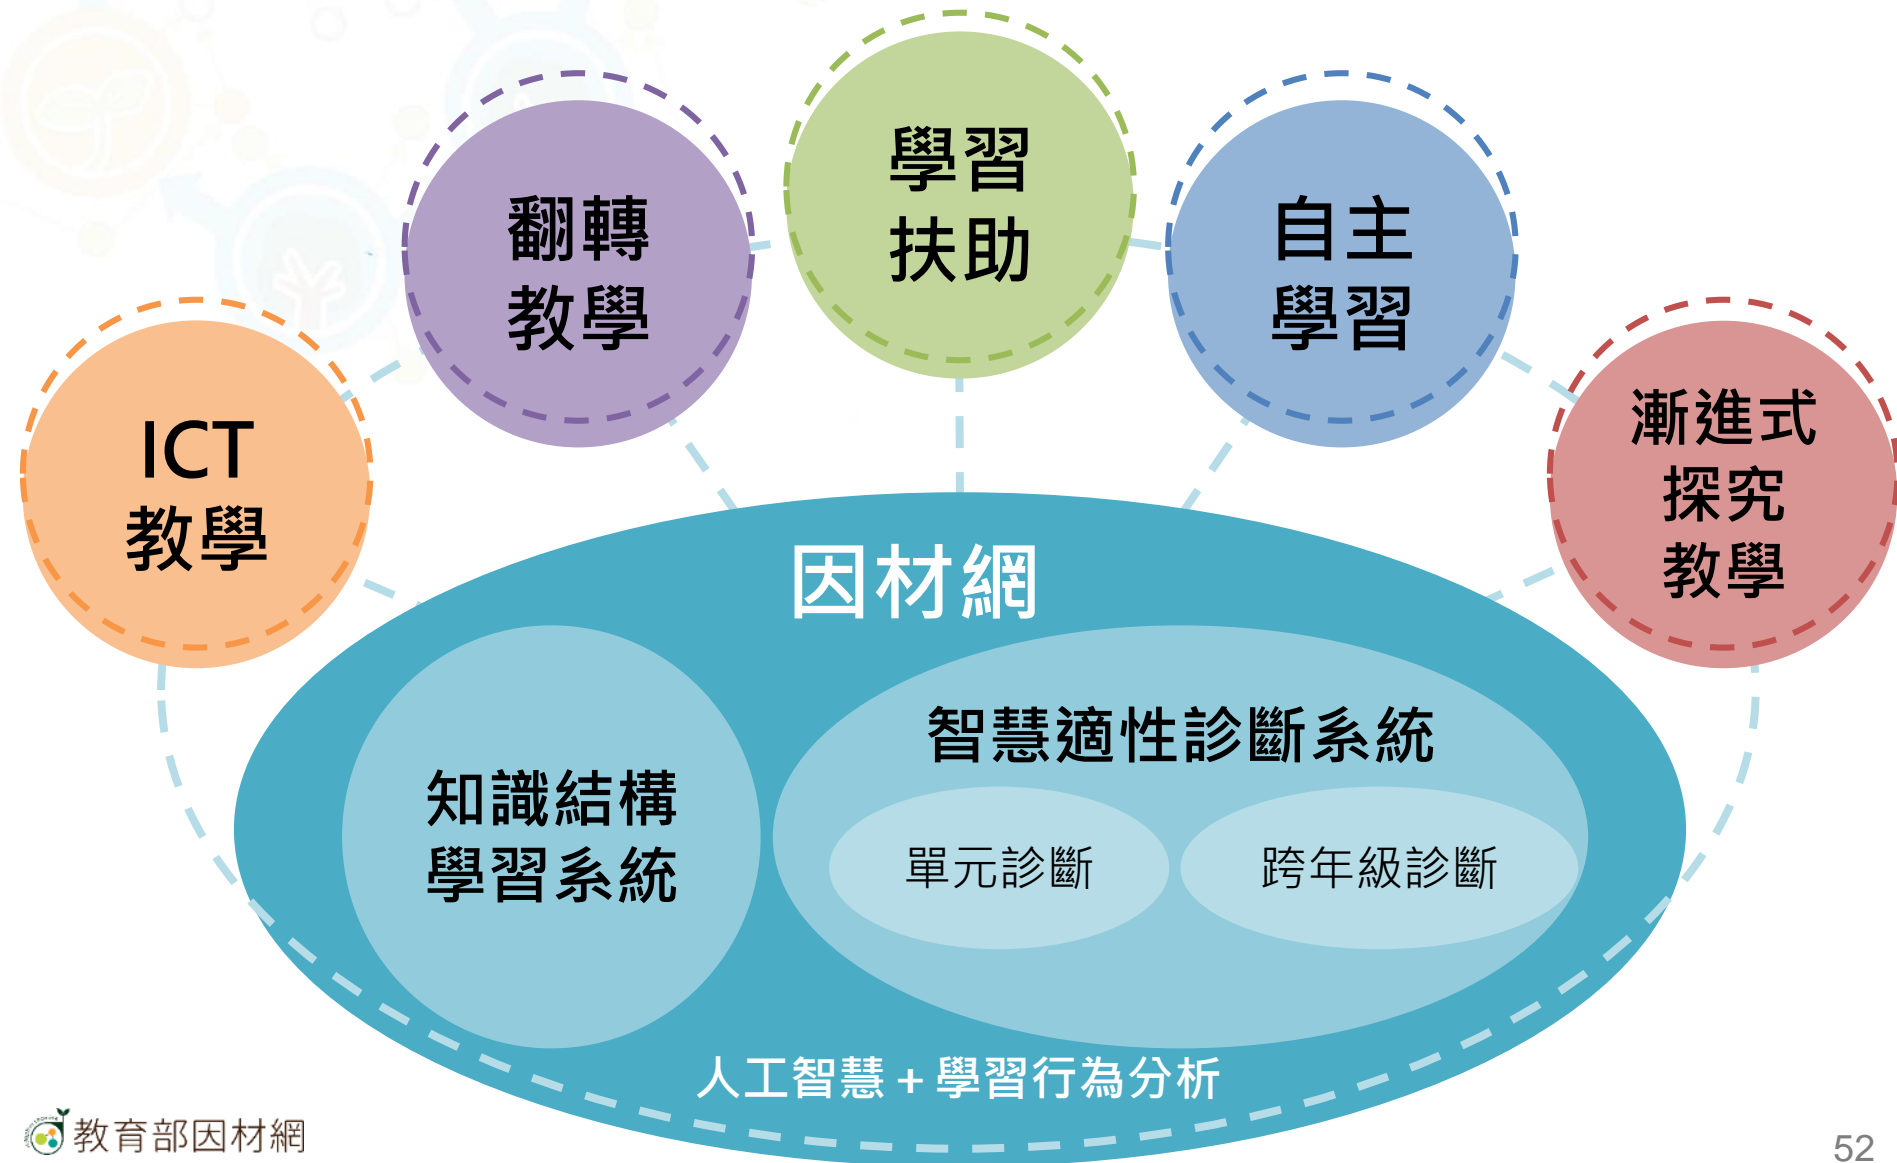 ICT
教學
翻轉
教學
學習
扶助
自主
學習
漸進式
探究
教學
因材網
知識結構
學習系統
智慧適性診斷系統
單元診斷
跨年級診斷
人工智慧 + 學習行為分析
教育部因材網
52